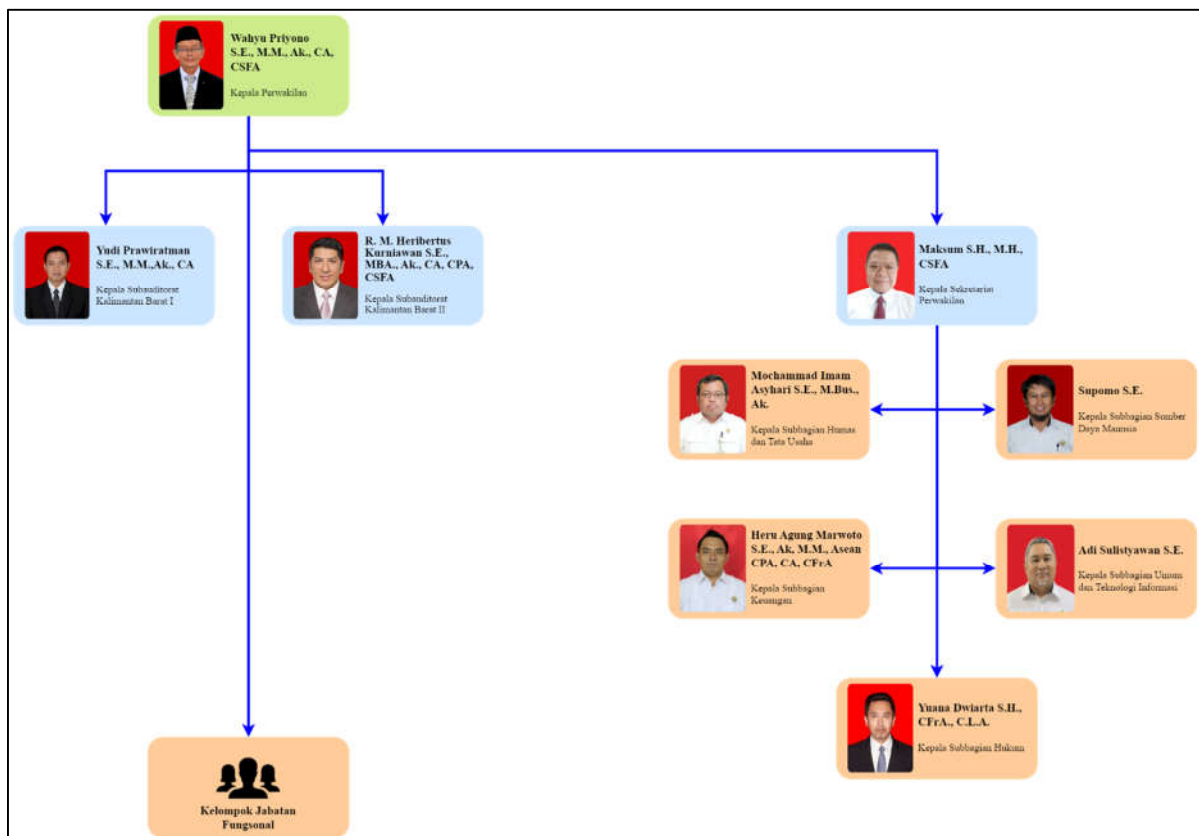 Wahyu Priyono
S.E., M.M., Ak., CA,
CSFA
Kepala Perwakilan
Yudi Prawiratman
S.E., M.M.,Ak., CA
Kepala Subauditorat
Kalimantan Barat I
R. M. Heribertus
Kurniawan S.E.,
MBA., Ak., CA, CPA,
CSFA
Kepala Subauditorat
Kalimantan Barat II
Maksum S.H., M.H.,
CSFA
Kepala Sekretariat
Perwakilan
Mochammad Imam
Asyhari S.E., M.Bus.,
Ak.
Kepala Subbagian Humas
dan Tata Usaha
Supomo S.E.
Kepala Subbagian Sumber
Daya Manusia
Heru Agung Marwoto
S.E., Ak, M.M., Asean
CPA, CA, CFrA
Kepala Subbagian
Keuangan
Adi Sulistyawan S.E.
Kepala Subbagian Umum
dan Teknologi Informasi
Yuana Dwiarta S.H.,
CFrA., C.L.A.
Kepala Subbagian Hukum
Kelompok Jabatan
Fungsonal